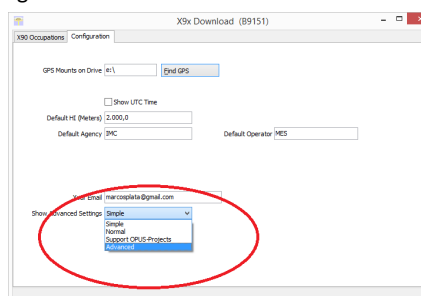 X9x Download (B9151)
X90 Occupations Configuration
GPS Mounts on Drive e:\ Find GPS
Show UTC Time
Default HI (Meters) 2.000,0
Default Agency IMC Default Operator MES
Your Email marcosplata@gmail.com
Show Advanced Settings Simple
Simple
Normal
Support OPUS-Projects
Advanced